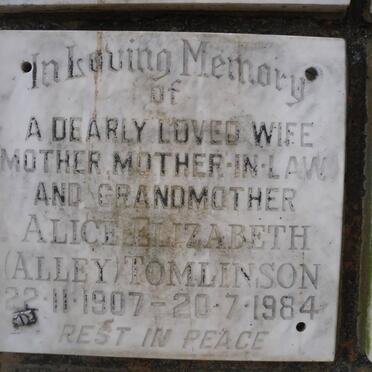 In Loving Memory
OF
A DEARLY LOVED WIFE
MOTHER MOTHER-IN-LAW
AND GRANDMOTHER
ALICE ELIZABETH
(ALLEY) TOMLINSON
22·11·1907-20·7·1984
REST IN PEACE